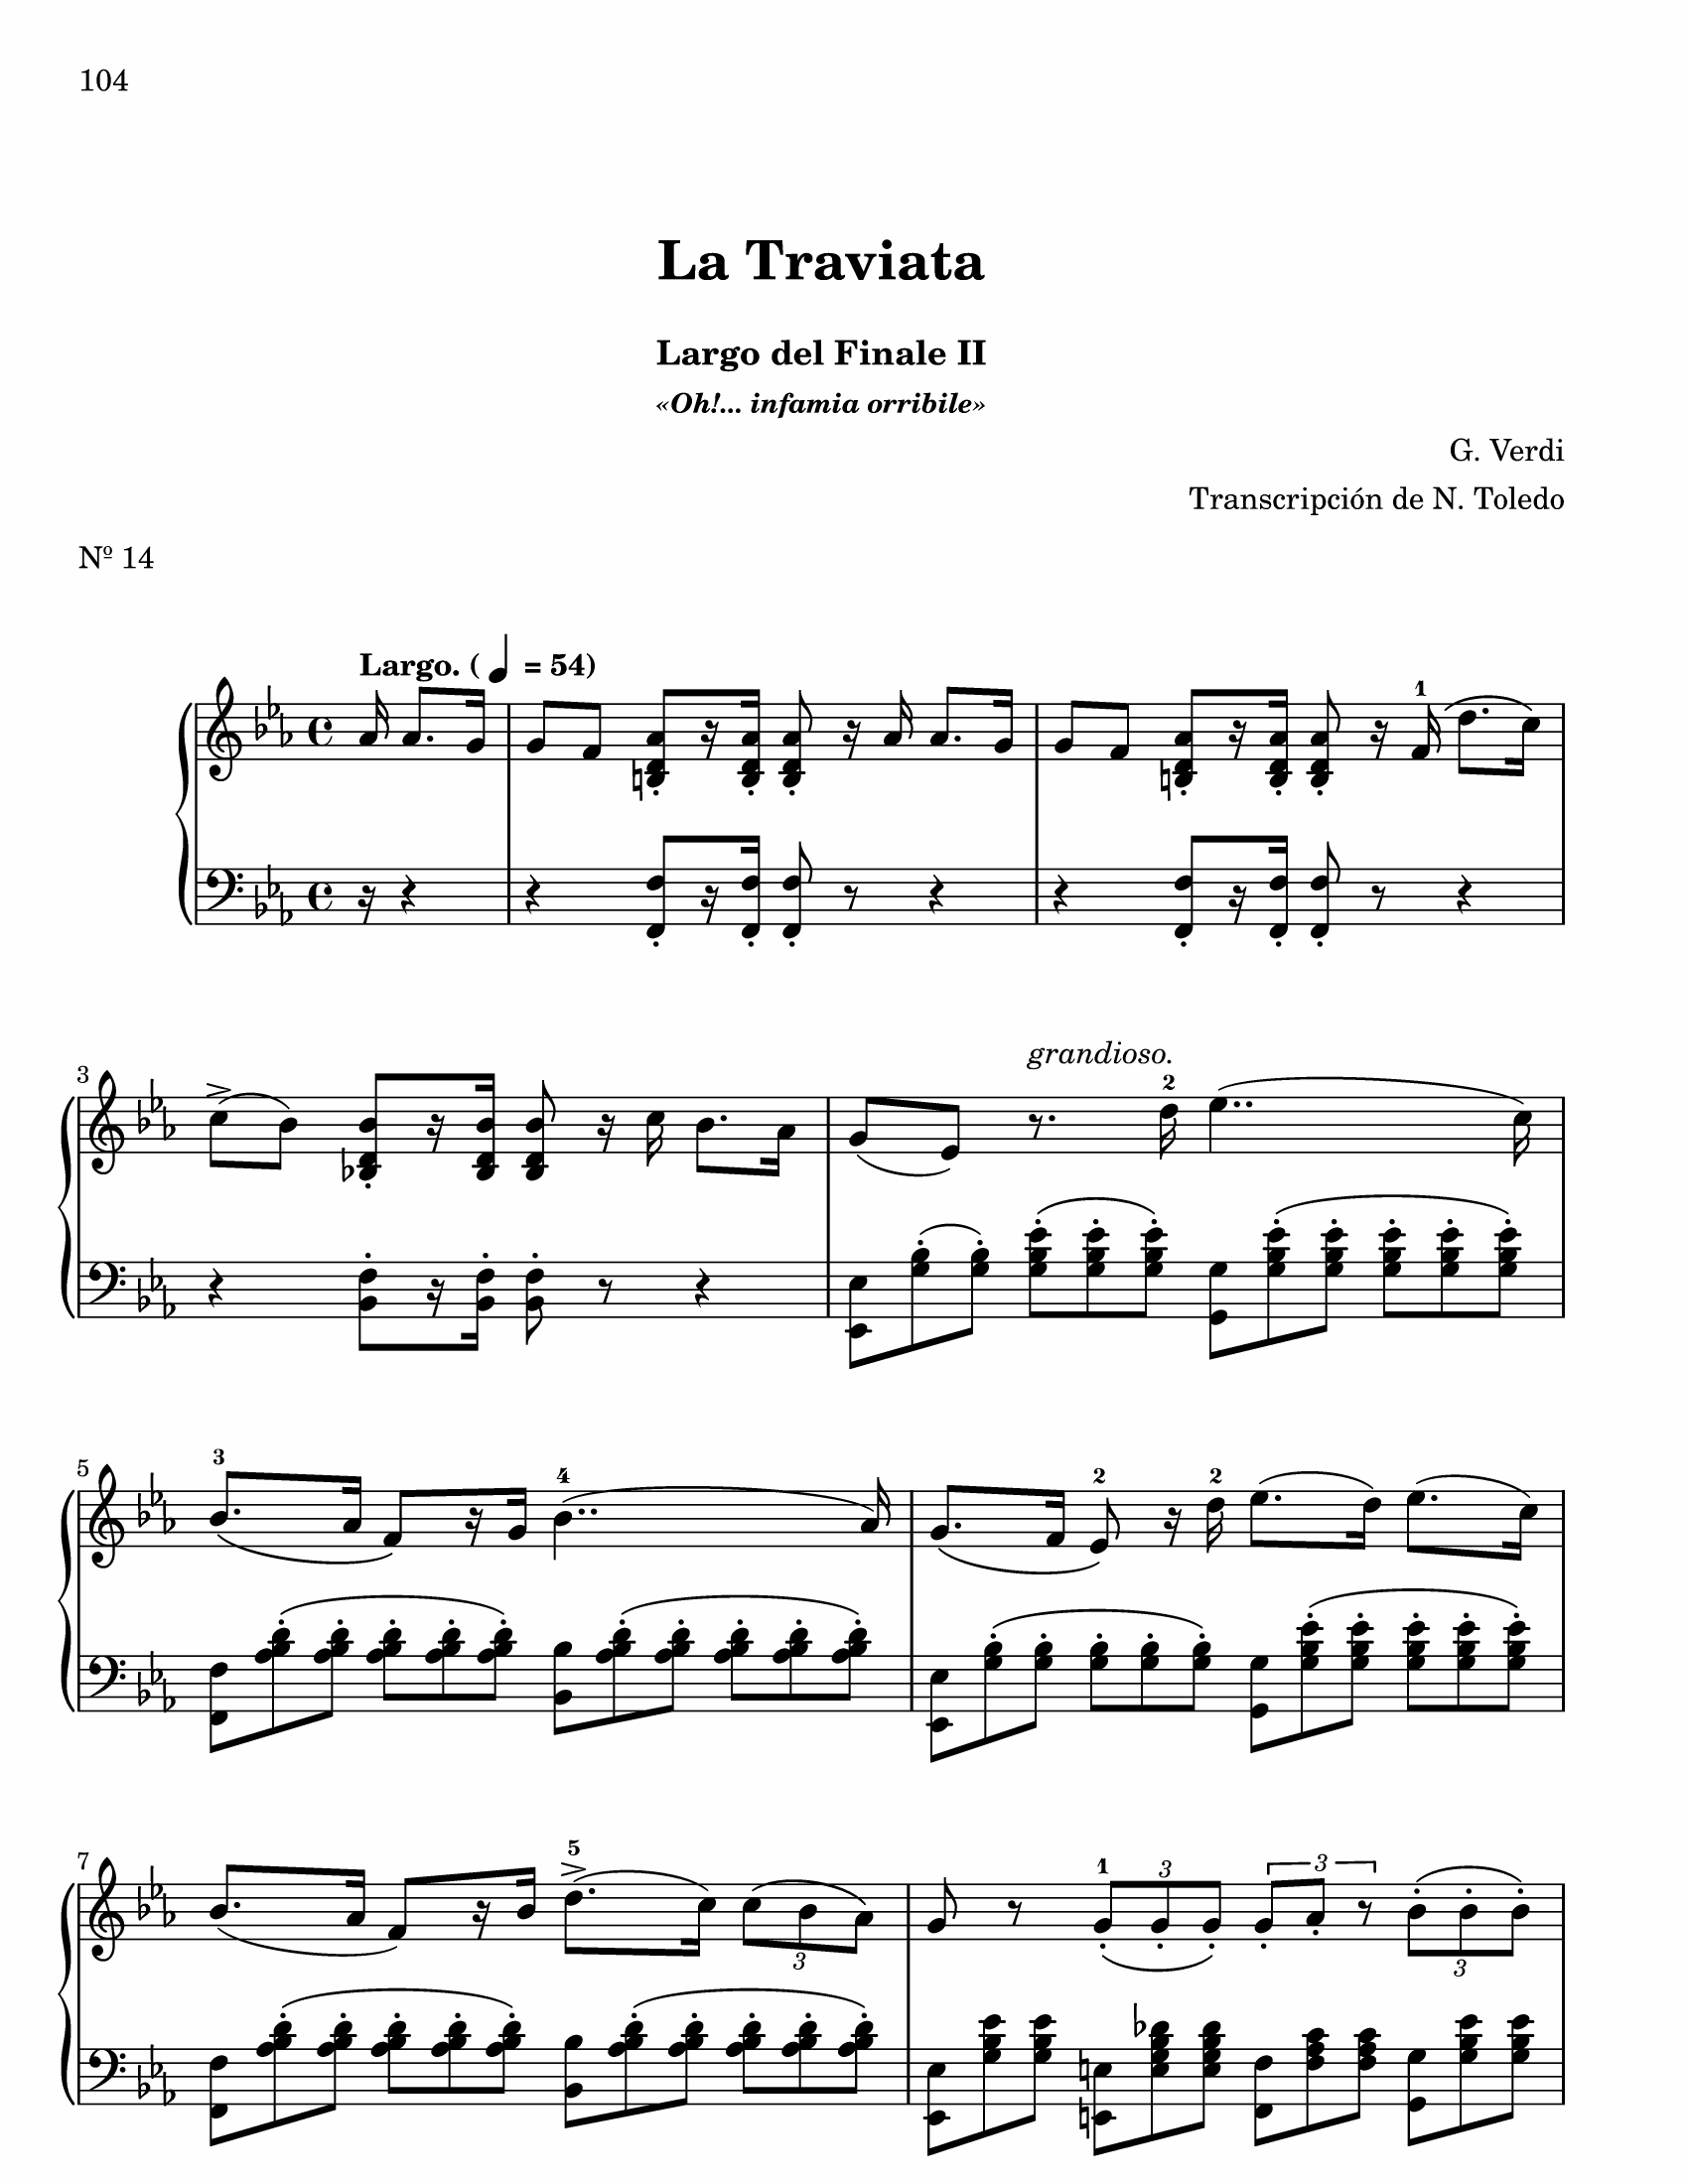 104
La Traviata
Largo del Finale II
«Oh!... infamia orribile»
G. Verdi
Transcripción de N. Toledo
Nº 14
Largo. ( ♩ = 54)
1
3
grandioso.
2
5
3
4
2
2
7
5
3
1
3
3
3